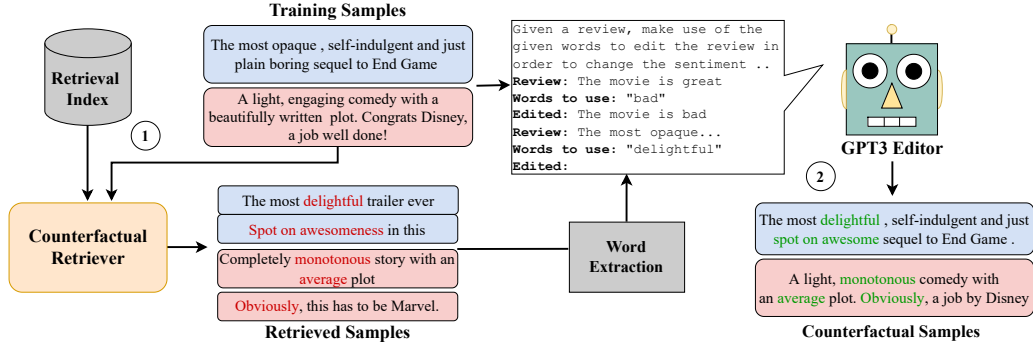 Training Samples
Retrieval
Index
The most opaque , self-indulgent and just
plain boring sequel to End Game
A light, engaging comedy with a
beautifully written plot. Congrats Disney,
a job well done!
1
Given a review, make use of the
given words to edit the review in
order to change the sentiment ..
Review: The movie is great
Words to use: "bad"
Edited: The movie is bad
Review: The most opaque...
Words to use: "delightful"
Edited:
GPT3 Editor
2
Counterfactual
Retriever
The most delightful trailer ever
Spot on awesomeness in this
Completely monotonous story with an
average plot
Obviously, this has to be Marvel.
Retrieved Samples
Word
Extraction
The most delightful , self-indulgent and just
spot on awesome sequel to End Game .
A light, monotonous comedy with
an average plot. Obviously, a job by Disney
Counterfactual Samples